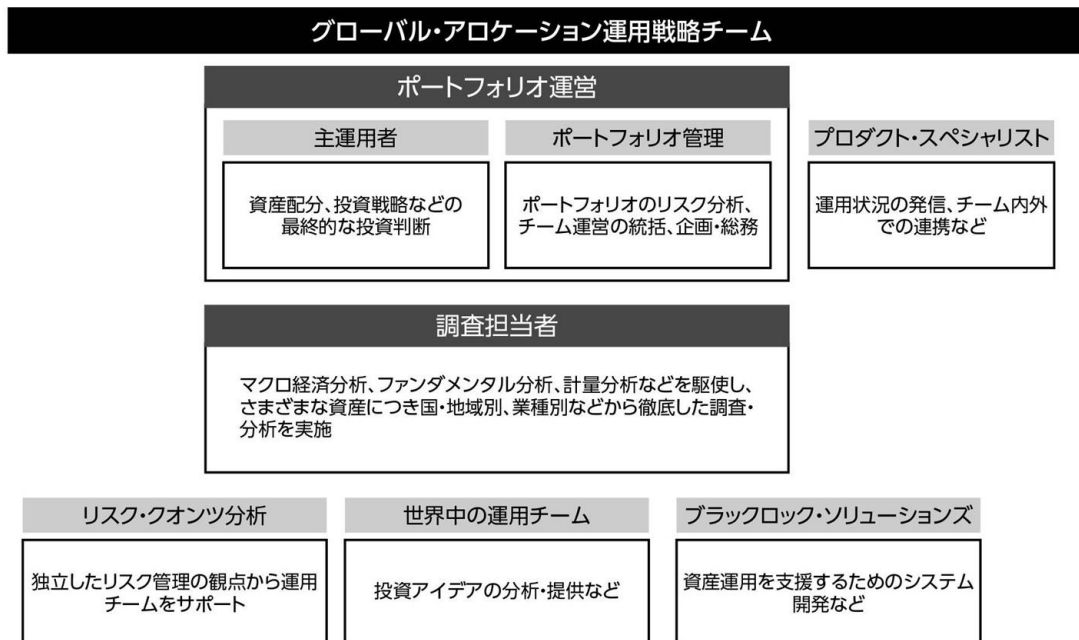 グローバル・アロケーション運用戦略チーム
ポートフォリオ運営
主運用者
資産配分、投資戦略などの
最終的な投資判断
ポートフォリオ管理
ポートフォリオのリスク分析、
チーム運営の統括、企画・総務
プロダクト・スペシャリスト
運用状況の発信、チーム内外
での連携など
調査担当者
マクロ経済分析、ファンダメンタル分析、計量分析などを駆使し、
さまざまな資産につき国・地域別、業種別などから徹底した調査・
分析を実施
リスク・クオンツ分析
独立したリスク管理の観点から運用
チームをサポート
世界中の運用チーム
投資アイデアの分析・提供など
ブラックロック・ソリューションズ
資産運用を支援するためのシステム
開発など